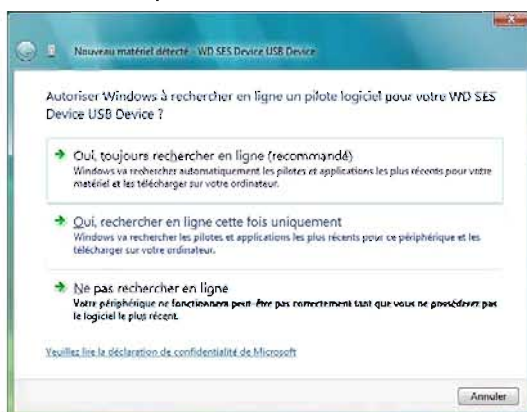 Nouveau matériel détecté - WD SES Device USB Device
Autoriser Windows à rechercher en ligne un pilote logiciel pour votre WD SES
Device USB Device ?
Oui, toujours rechercher en ligne (recommandé)
Windows va rechercher automatiquement les pilotes et applications les plus récents pour votre
matériel et les télécharger sur votre ordinateur.
Oui, rechercher en ligne cette fois uniquement
Windows va rechercher les pilotes et applications les plus récents pour ce périphérique et les
télécharger sur votre ordinateur.
Ne pas rechercher en ligne
Votre périphérique ne fonctionnera peut-être pas correctement tant que vous ne posséderez pas
le logiciel le plus récent.
Veuillez lire la déclaration de confidentialité de Microsoft
Annuler